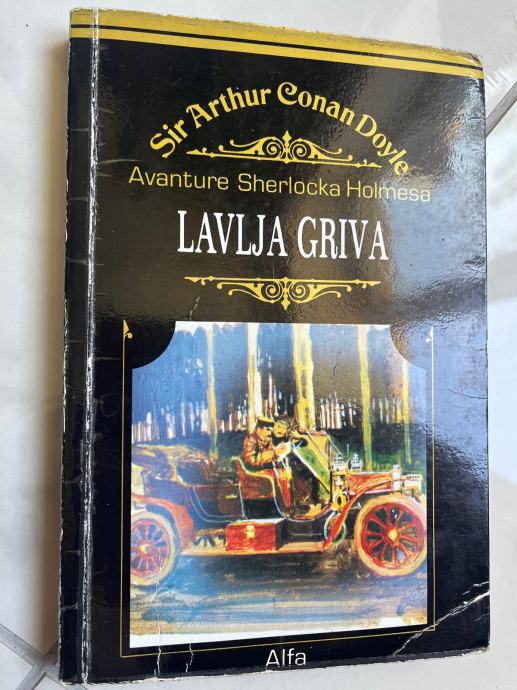 Sir Arthur Conan Doyle
Avanture Sherlocka Holmesa
LAVLJA GRIVA
Alfa